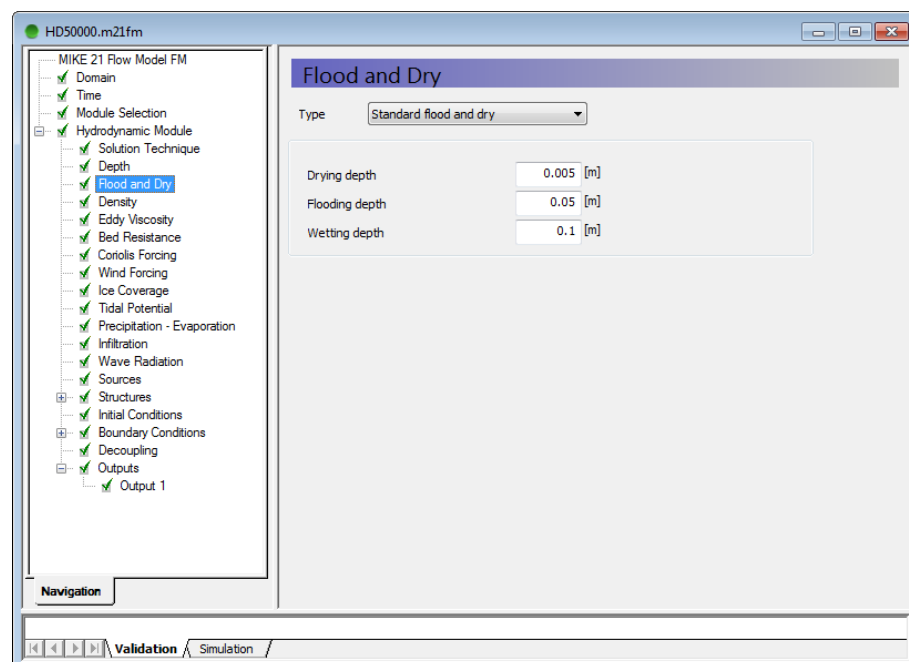 HD50000.m21fm
MIKE 21 Flow Model FM
Domain
Time
Module Selection
Hydrodynamic Module
Solution Technique
Depth
Flood and Dry
Density
Eddy Viscosity
Bed Resistance
Coriolis Forcing
Wind Forcing
Ice Coverage
Tidal Potential
Precipitation - Evaporation
Infiltration
Wave Radiation
Sources
Structures
Initial Conditions
Boundary Conditions
Decoupling
Outputs
Output 1
Navigation
Flood and Dry
Type Standard flood and dry
Drying depth 0.005 [m]
Flooding depth 0.05 [m]
Wetting depth 0.1 [m]
Validation Simulation